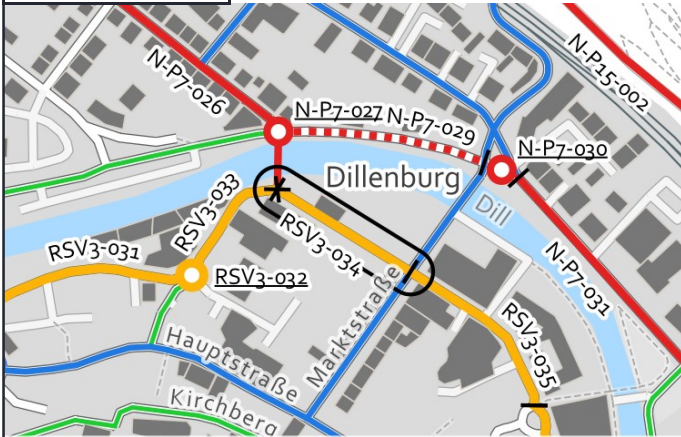 N-P15-002
N-P7-026
N-P7-027
N-P7-029
N-P7-030
Dillenburg
Dill
RSV3-033
RSV3-034
RSV3-031
RSV3-032
N-P7-031
Marktstraße
RSV3-035
Hauptstraße
Kirchberg